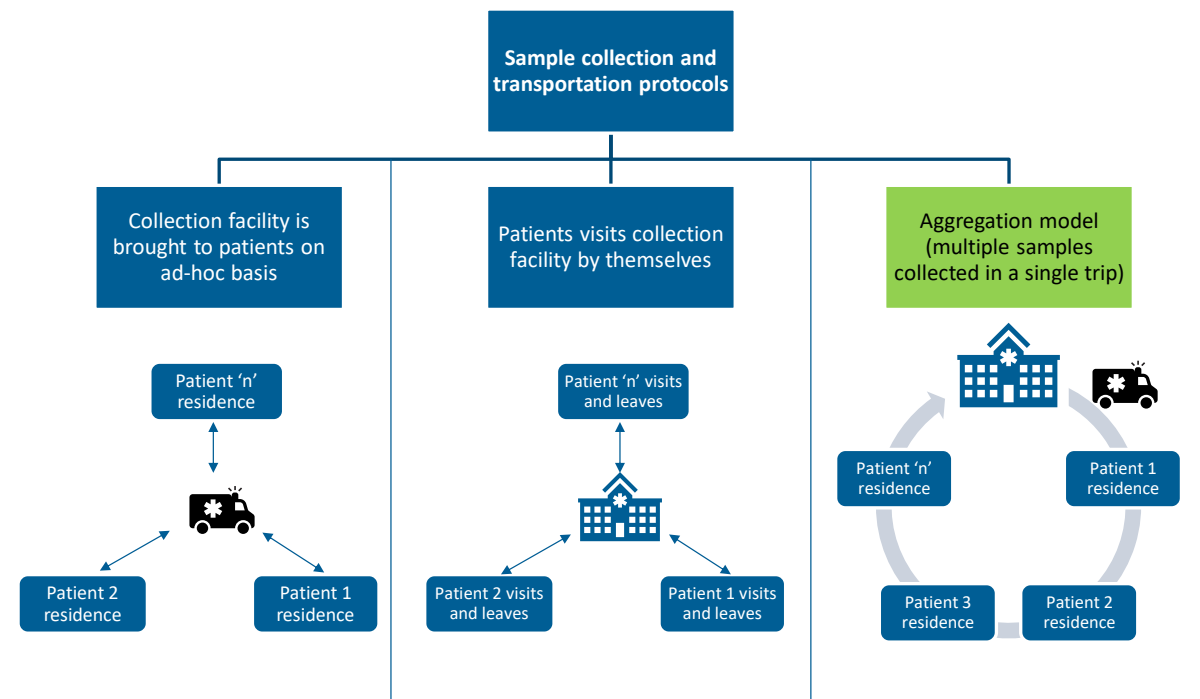 Sample collection and
transportation protocols
Collection facility is
brought to patients on
ad-hoc basis
Patients visits collection
facility by themselves
Aggregation model
(multiple samples
collected in a single trip)
Patient ‘n’
residence
Patient 2
residence
Patient 1
residence
Patient ‘n’ visits
and leaves
Patient 2 visits
and leaves
Patient 1 visits
and leaves
Patient ‘n’
residence
Patient 1
residence
Patient 3
residence
Patient 2
residence